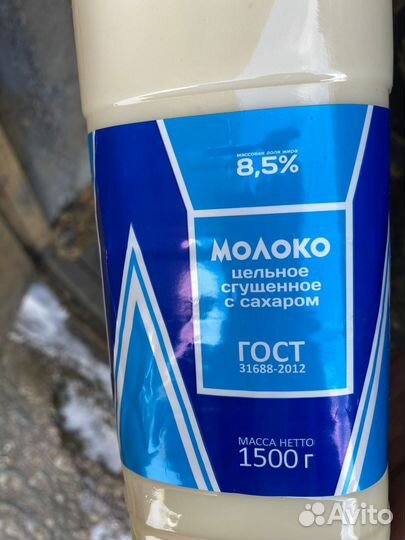 массовая доля жира
8,5%
МОЛОКО
цельное
сгущенное
с сахаром
ГОСТ
31688-2012
МАССА НЕТТО
1500 г
Avito